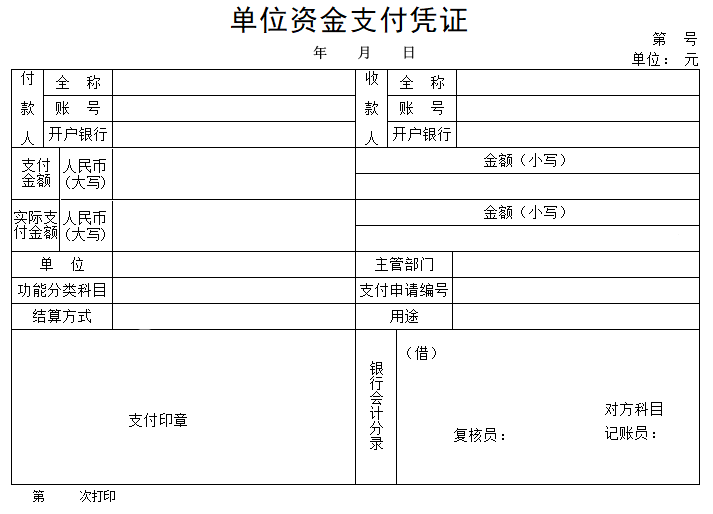 单位资金支付凭证
年 月 日
第 号
单位： 元
付款人
全 称
收款人
全 称
账 号
账 号
开户银行
开户银行
支付金额
人民币（大写）
金额（小写）
实际支付金额
人民币（大写）
金额（小写）
单 位
主管部门
功能分类科目
支付申请编号
结算方式
用途
支付印章
银行会计分录
（借）
对方科目
复核员：
记账员：
第 次打印